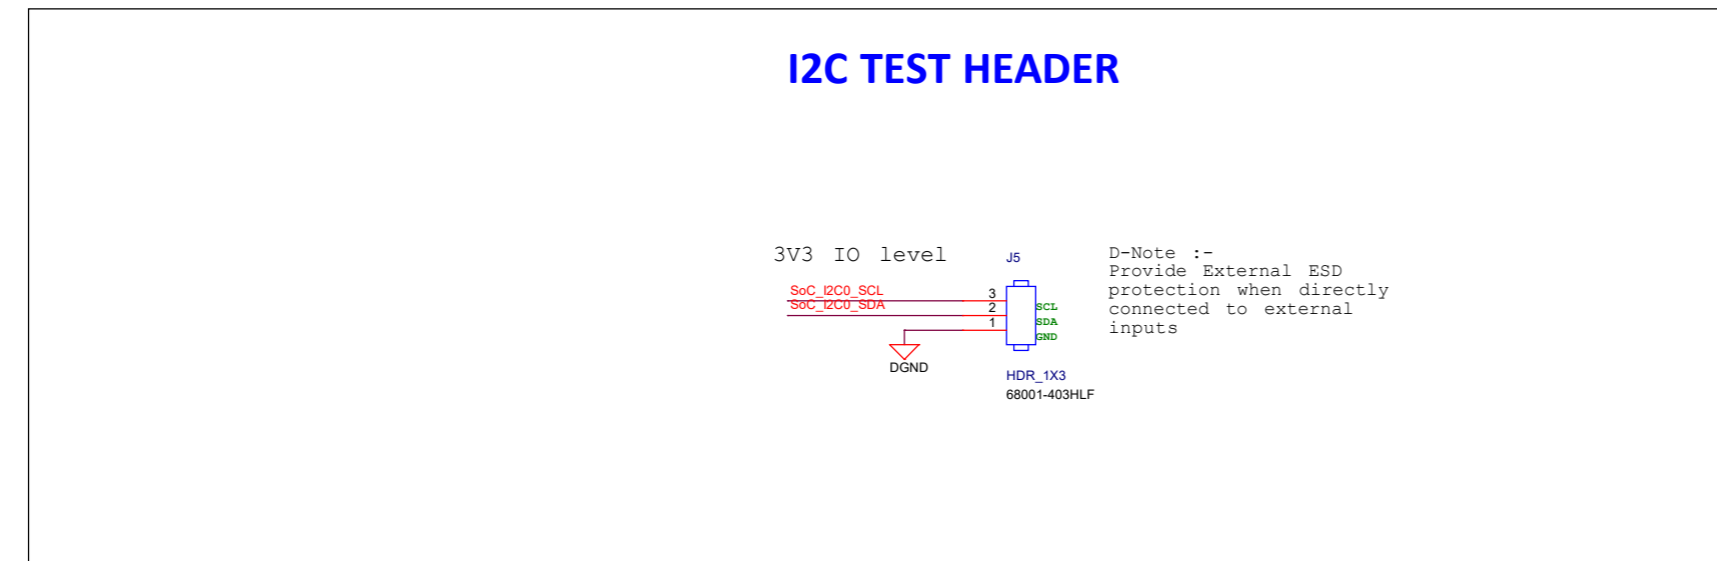 I2C TEST HEADER
3V3 IO level
J5
SoC_I2C0_SCL
SoC_I2C0_SDA
3
2
1
SCL
SDA
GND
DGND
HDR_1X3
68001-403HLF
D-Note :-
Provide External ESD
protection when directly
connected to external
inputs